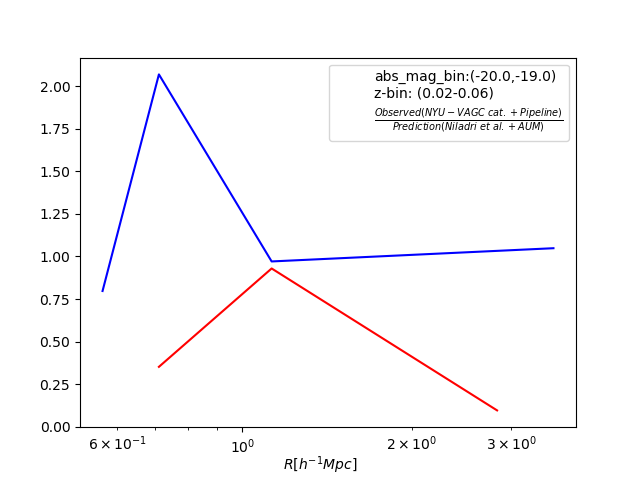 abs_mag_bin:(-20.0,-19.0)
z-bin: (0.02-0.06)
Observed(NYU−VAGC cat. +Pipeline)
Prediction(Niladri et al. +AUM)
2.00
1.75
1.50
1.25
1.00
0.75
0.50
0.25
0.00
6 × 10⁻¹ 10⁰ 2 × 10⁰ 3 × 10⁰
R[h⁻¹Mpc]